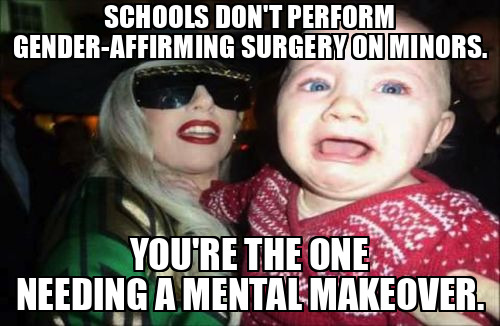 SCHOOLS DON'T PERFORM
GENDER-AFFIRMING SURGERY ON MINORS.
YOU'RE THE ONE
NEEDING A MENTAL MAKEOVER.